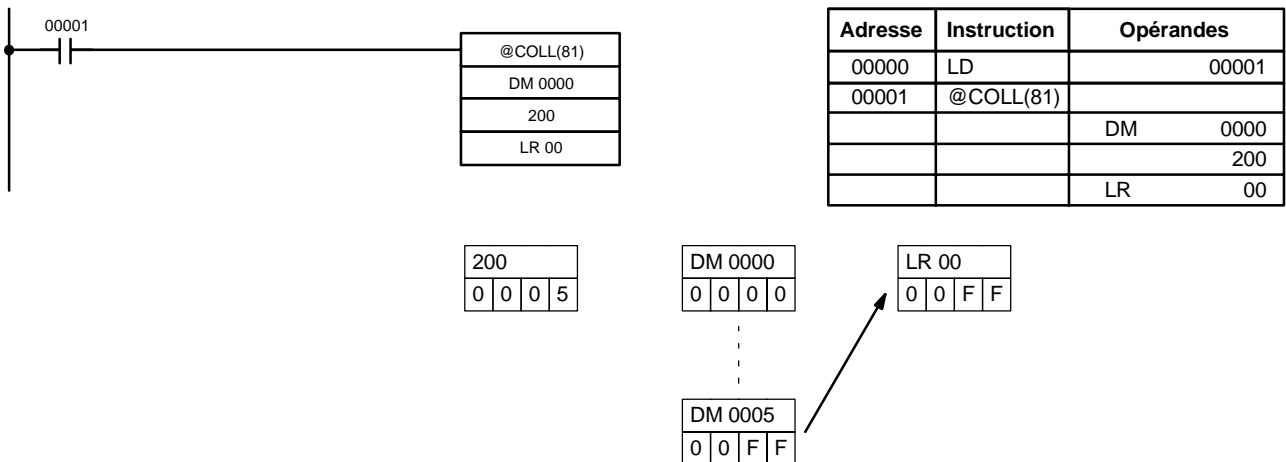 00001
@COLL(81)
DM 0000
200
LR 00
Adresse Instruction Opérandes
00000 LD 00001
00001 @COLL(81)
DM 0000
200
LR 00
200 DM 0000 LR 00
0 0 0 5 0 0 0 0 0 0 F F
DM 0005
0 0 F F